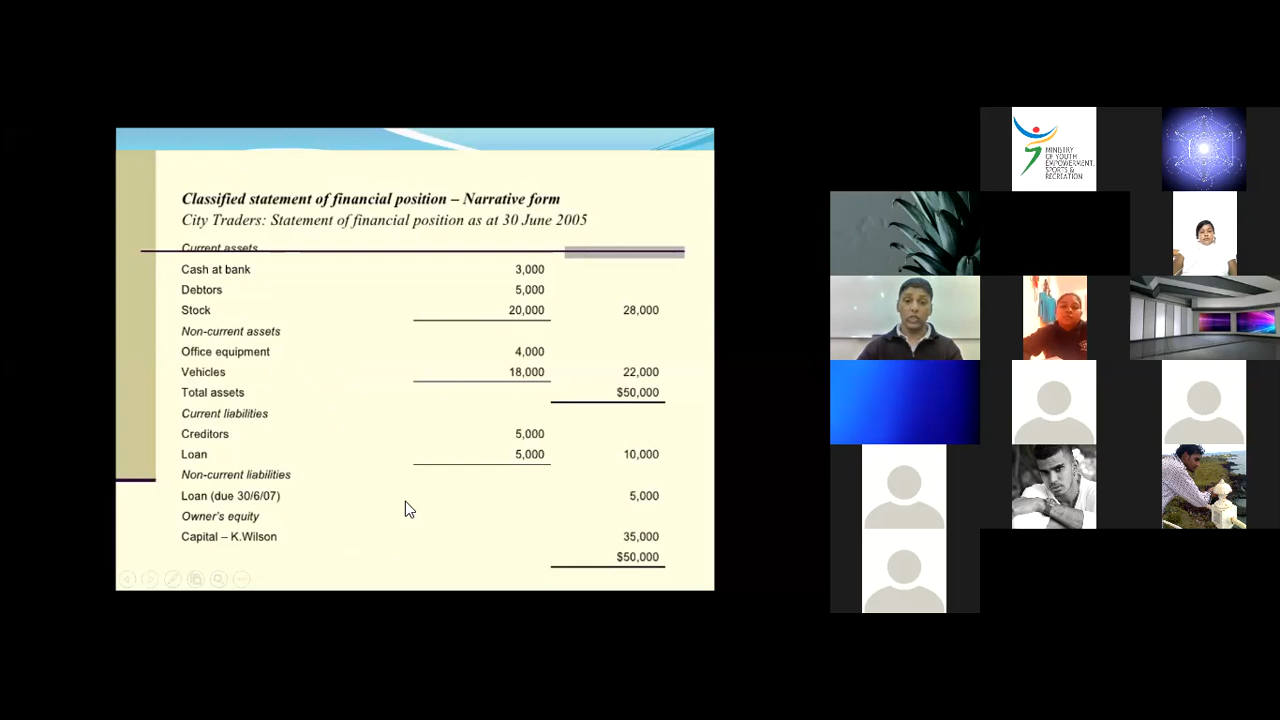 Classified statement of financial position – Narrative form
City Traders: Statement of financial position as at 30 June 2005
Current assets
Cash at bank 3,000
Debtors 5,000
Stock 20,000 28,000
Non-current assets
Office equipment 4,000
Vehicles 18,000 22,000
Total assets $50,000
Current liabilities
Creditors 5,000
Loan 5,000 10,000
Non-current liabilities
Loan (due 30/6/07) 5,000
Owner's equity
Capital – K.Wilson 35,000
$50,000
MINISTRY
OF YOUTH
EMPOWERMENT,
SPORTS &
RECREATION